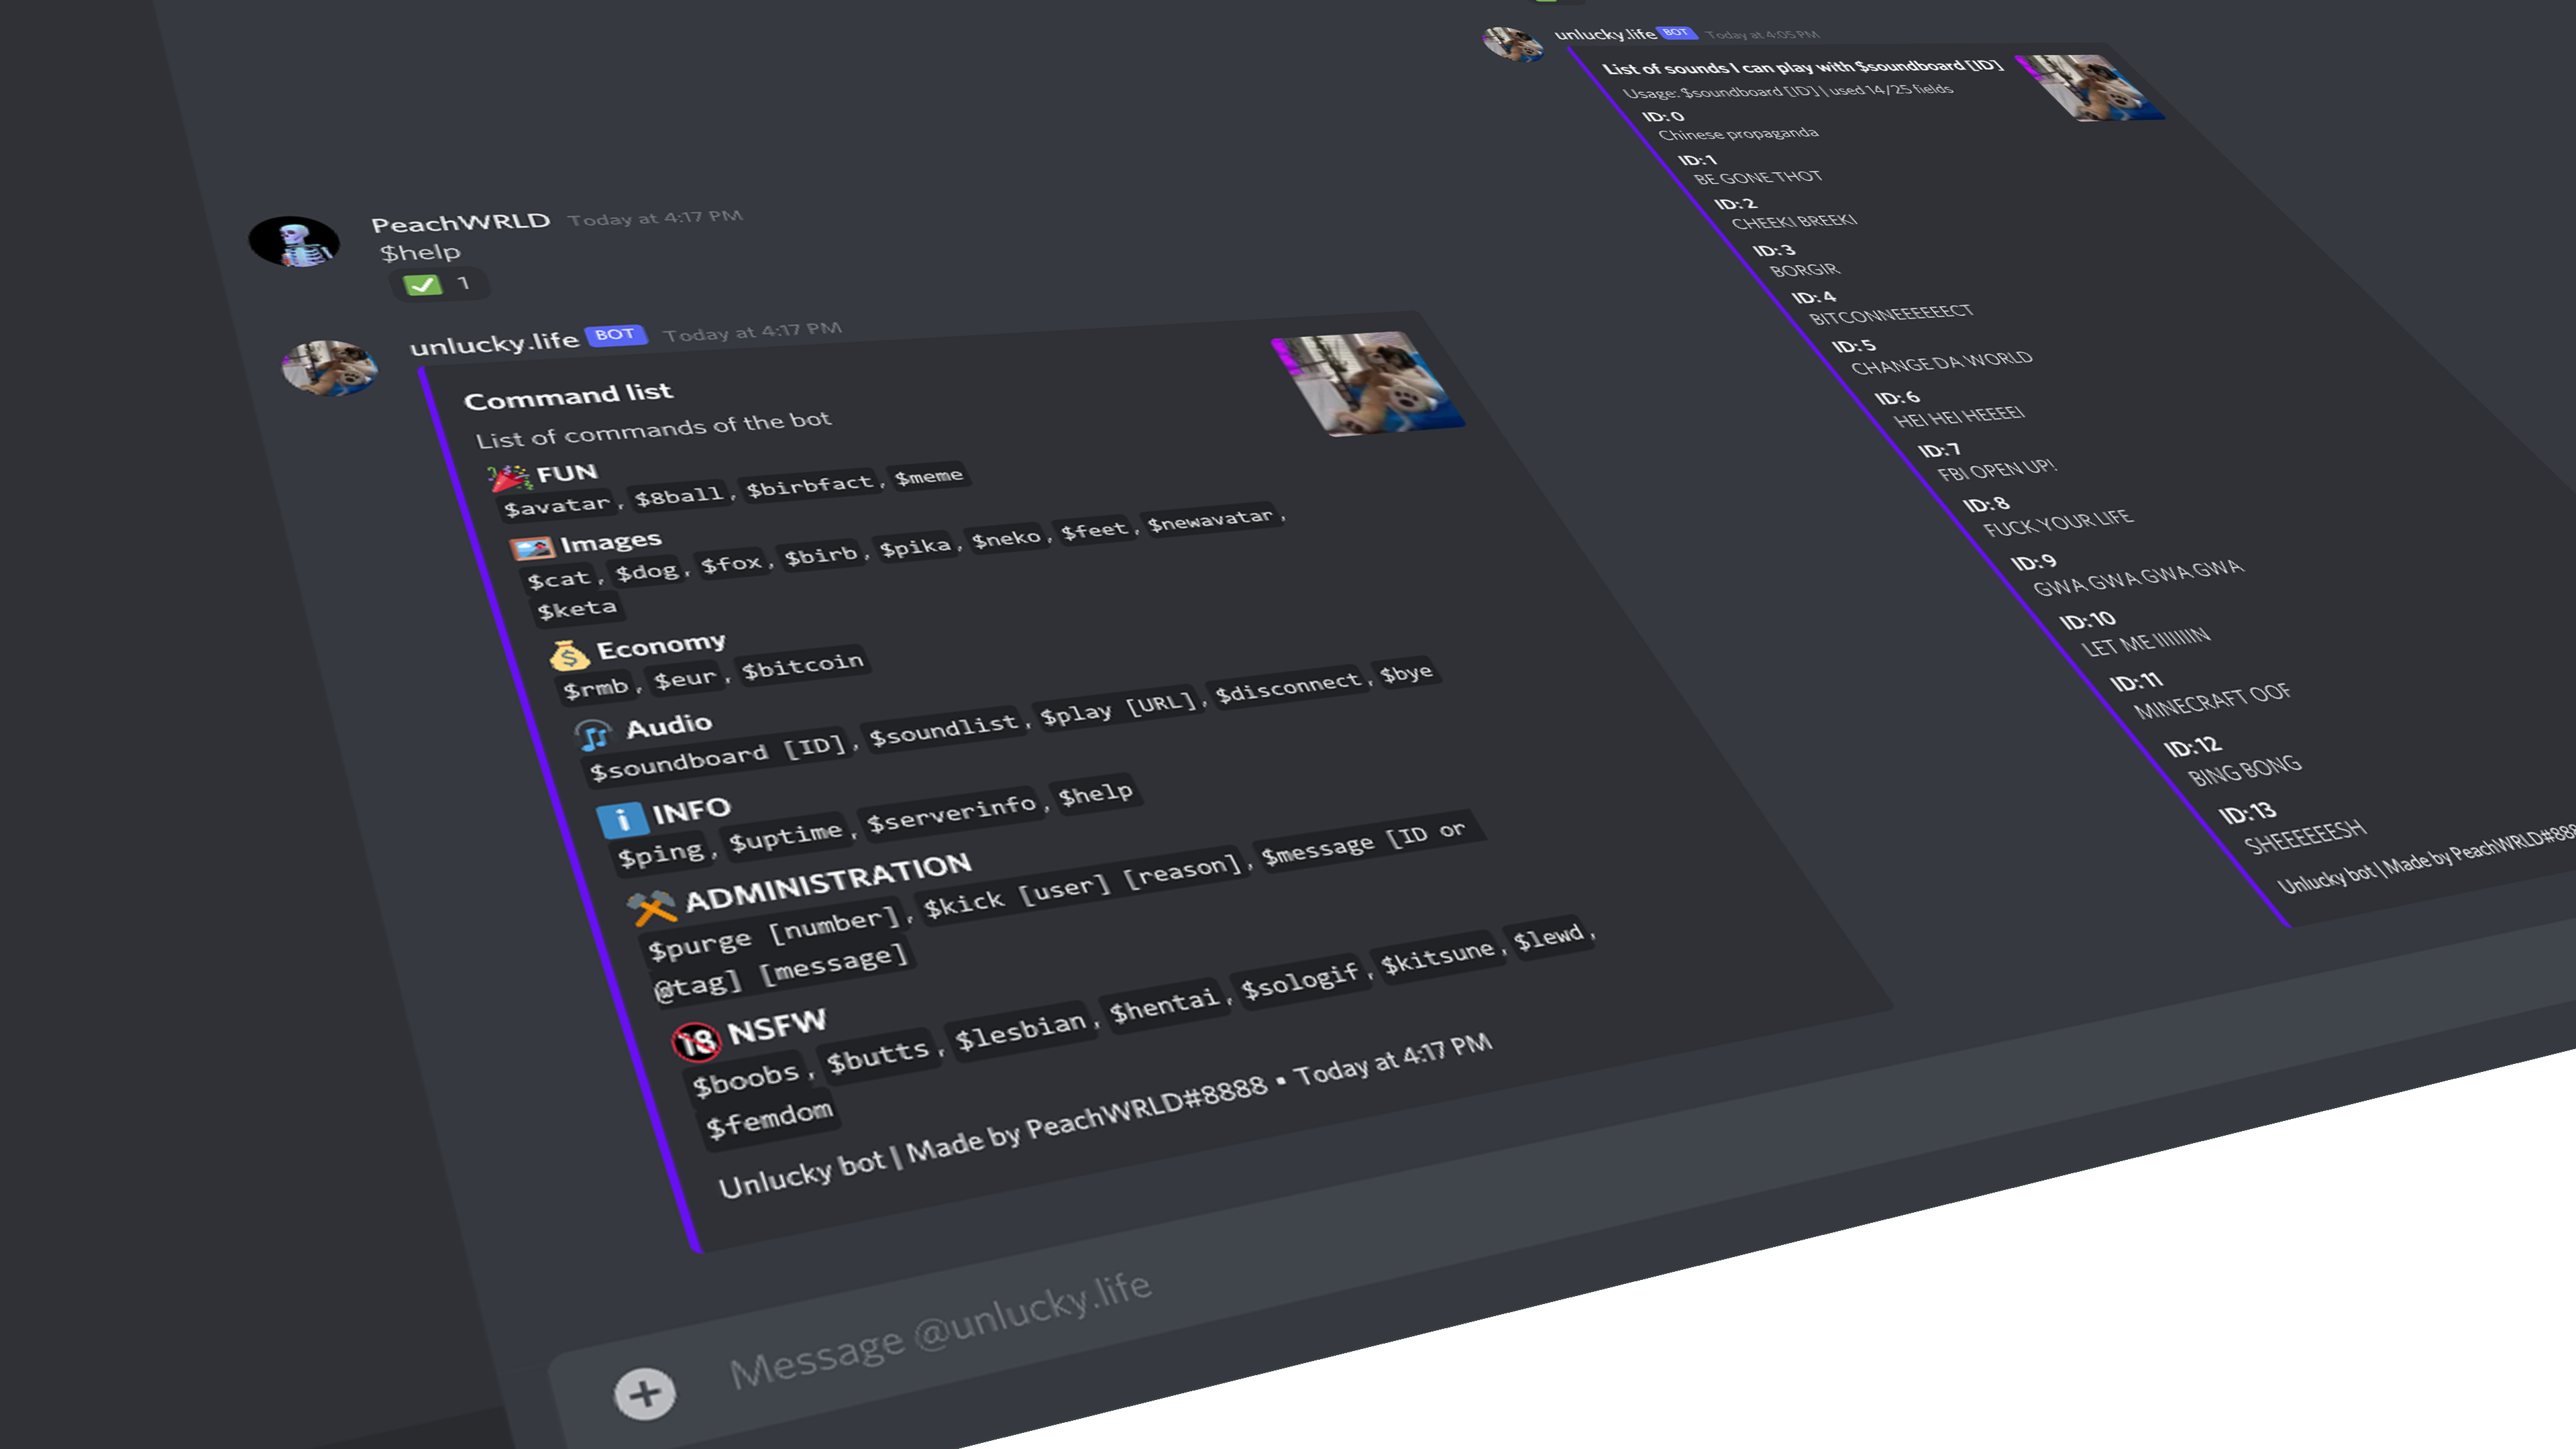 PeachWRLD Today at 4:17 PM
$help
1
unlucky.life BOT Today at 4:17 PM
Command list
List of commands of the bot
FUN
$avatar, $8ball, $birbfact, $meme
Images
$cat, $dog, $fox, $birb, $pika, $neko, $feet, $newavatar,
$keta
Economy
$rmb, $eur, $bitcoin
Audio
$soundboard [ID], $soundlist, $play [URL], $disconnect, $bye
INFO
$ping, $uptime, $serverinfo, $help
ADMINISTRATION
$purge [number], $kick [user] [reason], $message [ID or
@tag] [message]
18 NSFW
$boobs, $butts, $lesbian, $hentai, $sologif, $kitsune, $lewd,
$femdom
Unlucky bot | Made by PeachWRLD#8888 • Today at 4:17 PM
Message @unlucky.life
unlucky.life BOT Today at 4:05 PM
List of sounds I can play with $soundboard [ID]
Usage: $soundboard [ID] | used 14/25 fields
ID: 0
Chinese propaganda
ID: 1
BE GONE THOT
ID: 2
CHEEKI BREEKI
ID: 3
BORGIR
ID: 4
BITCONNEEEEEECT
ID: 5
CHANGE DA WORLD
ID: 6
HEI HEI HEEEEI
ID: 7
FBI OPEN UP!
ID: 8
FUCK YOUR LIFE
ID: 9
GWA GWA GWA GWA
ID: 10
LET ME IIIIIIIN
ID: 11
MINECRAFT OOF
ID: 12
BING BONG
ID: 13
SHEEEEEESH
Unlucky bot | Made by PeachWRLD#888